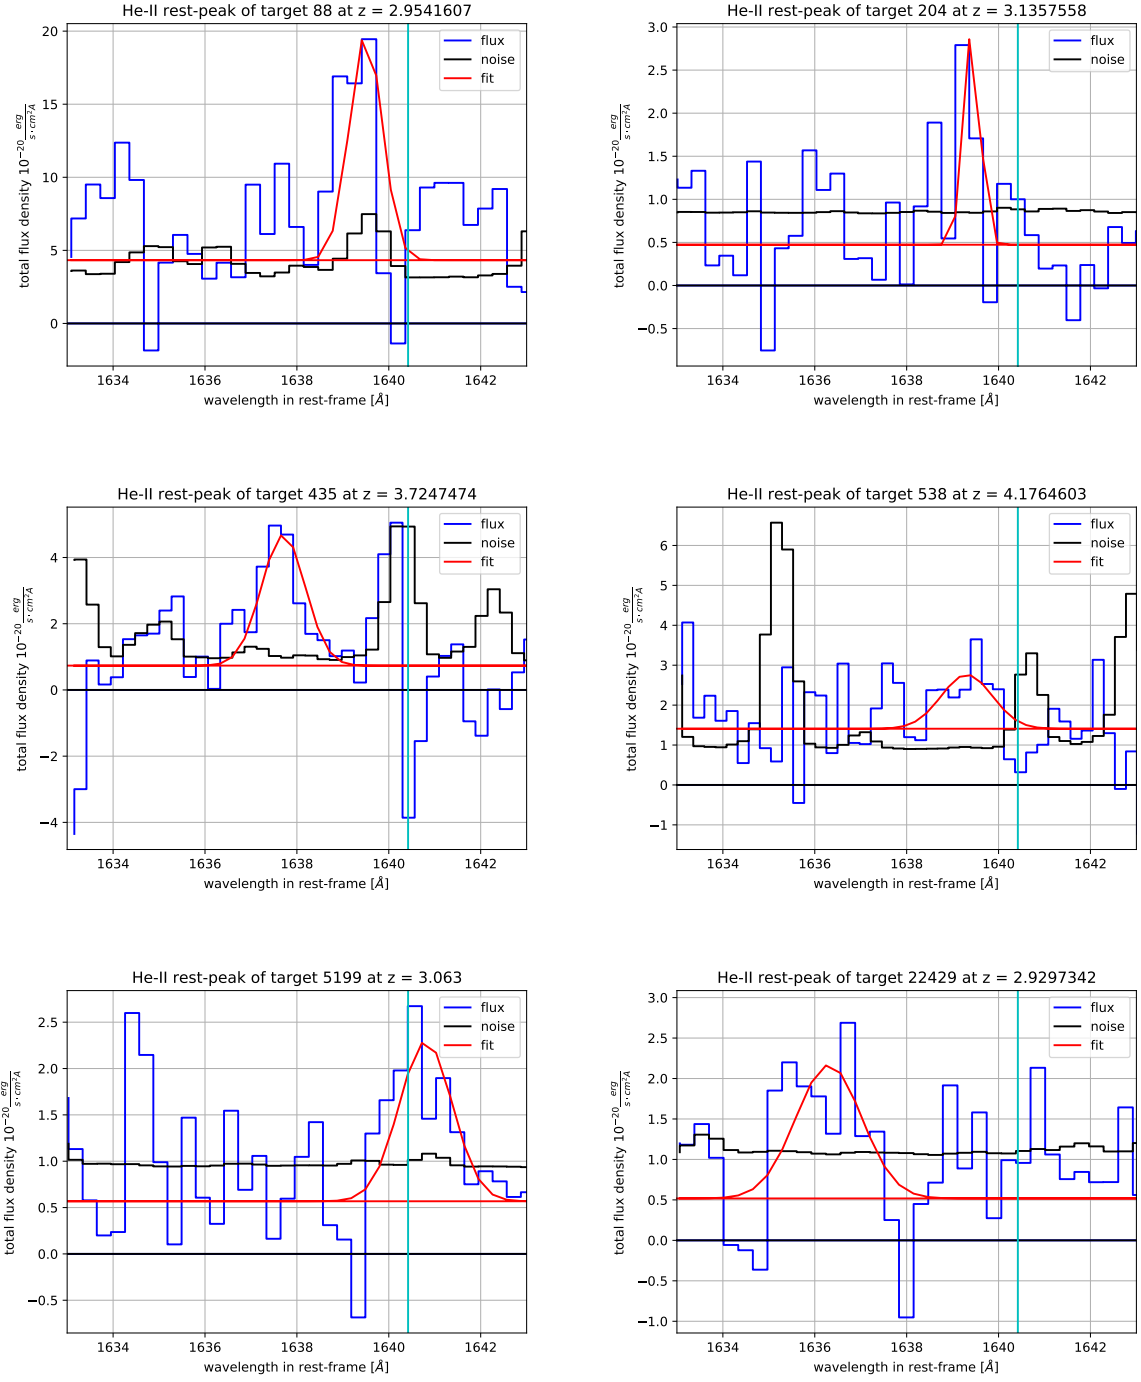 He-II rest-peak of target 88 at z = 2.9541607
total flux density 10⁻²⁰ erg/(s·cm²A)
20
15
10
5
0
flux
noise
fit
1634 1636 1638 1640 1642
wavelength in rest-frame [Å]
He-II rest-peak of target 204 at z = 3.1357558
total flux density 10⁻²⁰ erg/(s·cm²A)
3.0
2.5
2.0
1.5
1.0
0.5
0.0
−0.5
flux
noise
1634 1636 1638 1640 1642
wavelength in rest-frame [Å]
He-II rest-peak of target 435 at z = 3.7247474
total flux density 10⁻²⁰ erg/(s·cm²A)
4
2
0
−2
−4
flux
noise
fit
1634 1636 1638 1640 1642
wavelength in rest-frame [Å]
He-II rest-peak of target 538 at z = 4.1764603
total flux density 10⁻²⁰ erg/(s·cm²A)
6
5
4
3
2
1
0
−1
flux
noise
fit
1634 1636 1638 1640 1642
wavelength in rest-frame [Å]
He-II rest-peak of target 5199 at z = 3.063
total flux density 10⁻²⁰ erg/(s·cm²A)
2.5
2.0
1.5
1.0
0.5
0.0
−0.5
flux
noise
fit
1634 1636 1638 1640 1642
wavelength in rest-frame [Å]
He-II rest-peak of target 22429 at z = 2.9297342
total flux density 10⁻²⁰ erg/(s·cm²A)
3.0
2.5
2.0
1.5
1.0
0.5
0.0
−0.5
−1.0
flux
noise
fit
1634 1636 1638 1640 1642
wavelength in rest-frame [Å]